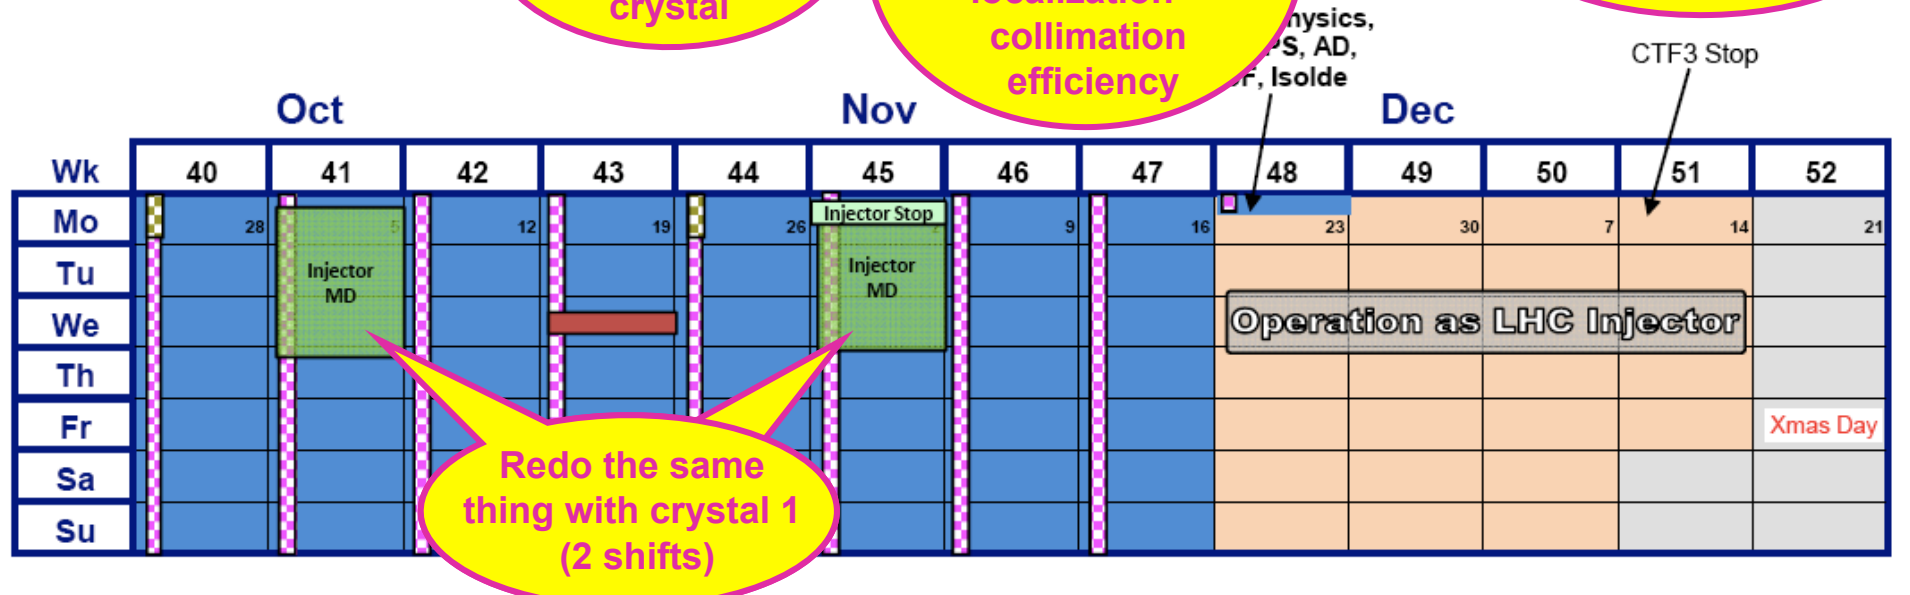 crystal
localization
collimation
efficiency
Physics,
PS, AD,
Isolde
CTF3 Stop
Oct Nov Dec
Wk 40 41 42 43 44 45 46 47 48 49 50 51 52
Mo 28 5 12 19 26 Injector Stop 9 16 23 30 7 14 21
Tu Injector MD Injector MD
We Operation as LHC Injector
Th
Fr Xmas Day
Sa
Su
Redo the same
thing with crystal 1
(2 shifts)